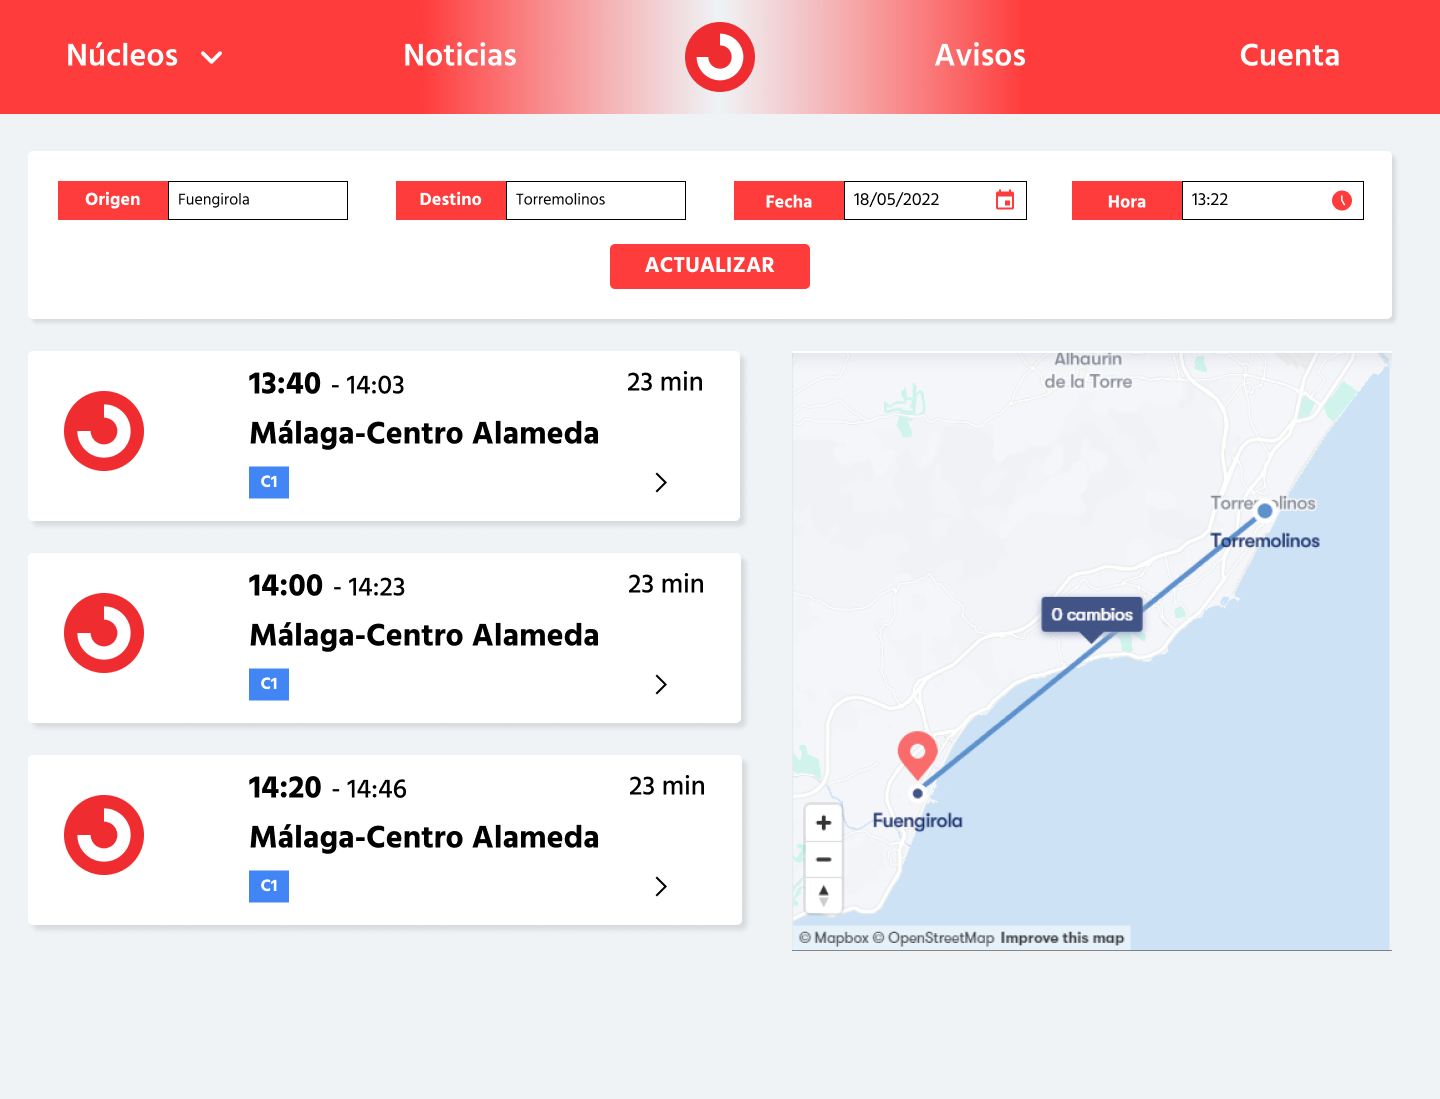 Núcleos
Noticias
Avisos
Cuenta
Origen
Fuengirola
Destino
Torremolinos
Fecha
18/05/2022
Hora
13:22
ACTUALIZAR
13:40 - 14:03
23 min
Málaga-Centro Alameda
C1
14:00 - 14:23
23 min
Málaga-Centro Alameda
C1
14:20 - 14:46
23 min
Málaga-Centro Alameda
C1
Alhaurin
de la Torre
Torremolinos
Torremolinos
0 cambios
Fuengirola
© Mapbox © OpenStreetMap Improve this map